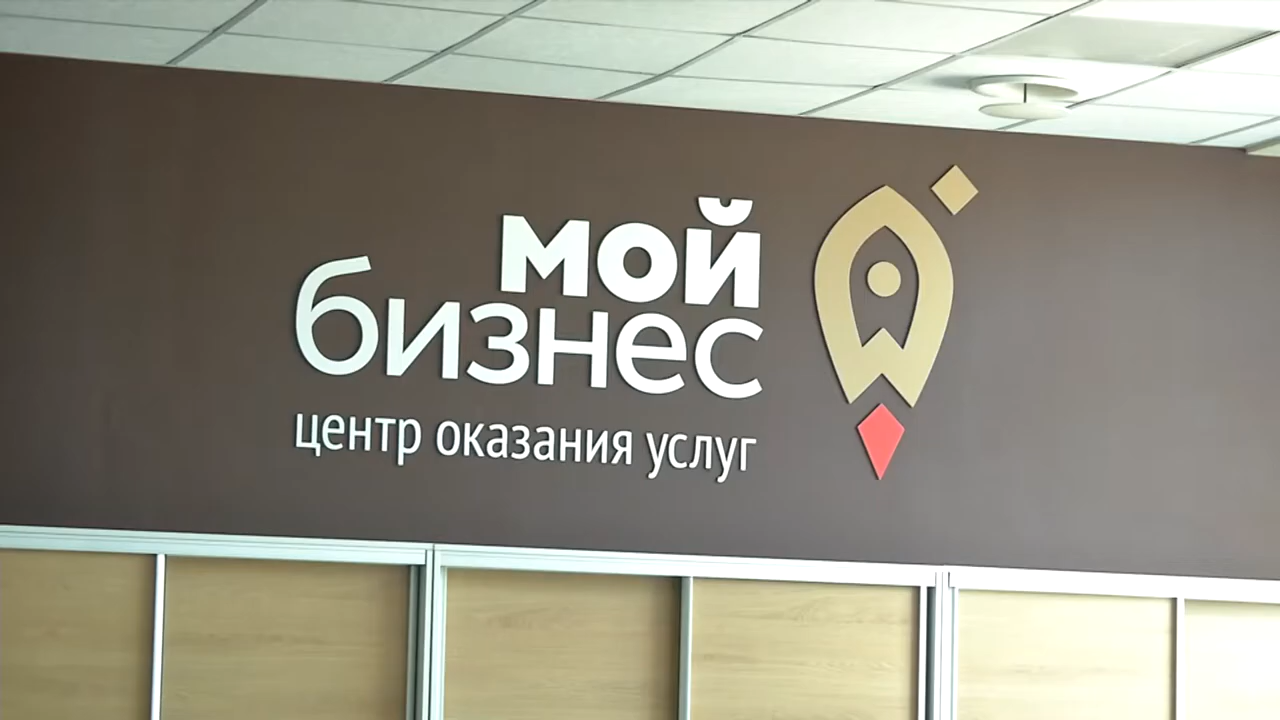 мой
бизнес
центр оказания услуг